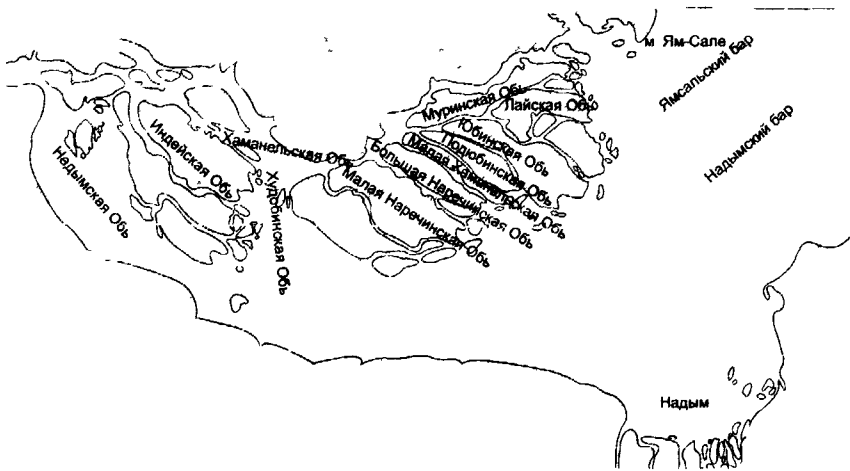 м Ям-Сале
Ямсальский бар
Надымский бар
Муринская Обь
Лайская Обь
Юбинская Обь
Подюбинская Обь
Малая Хаманельская Обь
Большая Наречинская Обь
Малая Наречинская Обь
Хаманельская Обь
Индейская Обь
Недымская Обь
Худобинская Обь
Надым